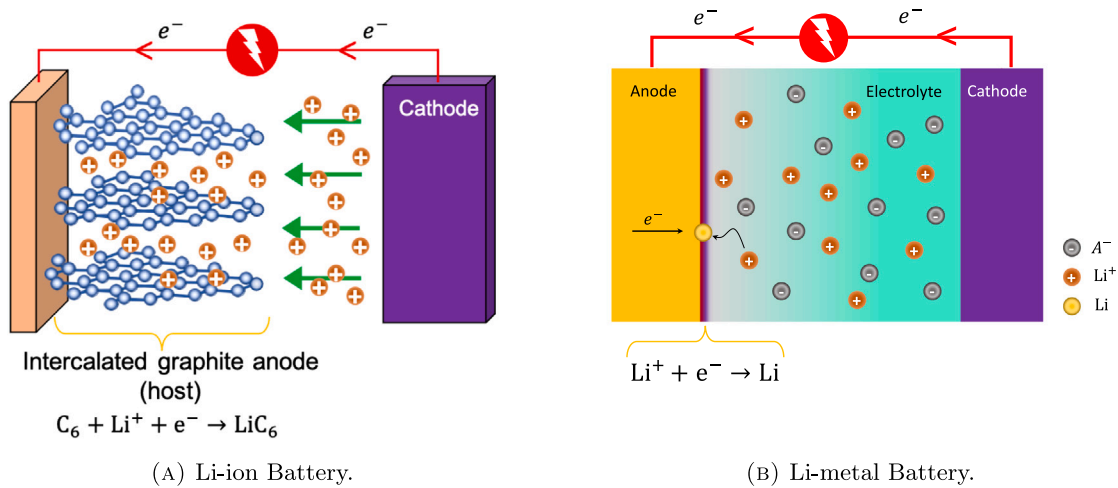 e⁻ e⁻
Cathode
Intercalated graphite anode
(host)
C₆ + Li⁺ + e⁻ → LiC₆
(A) Li-ion Battery.
e⁻ e⁻
Anode Electrolyte Cathode
e⁻
A⁻
Li⁺
Li
Li⁺ + e⁻ → Li
(B) Li-metal Battery.